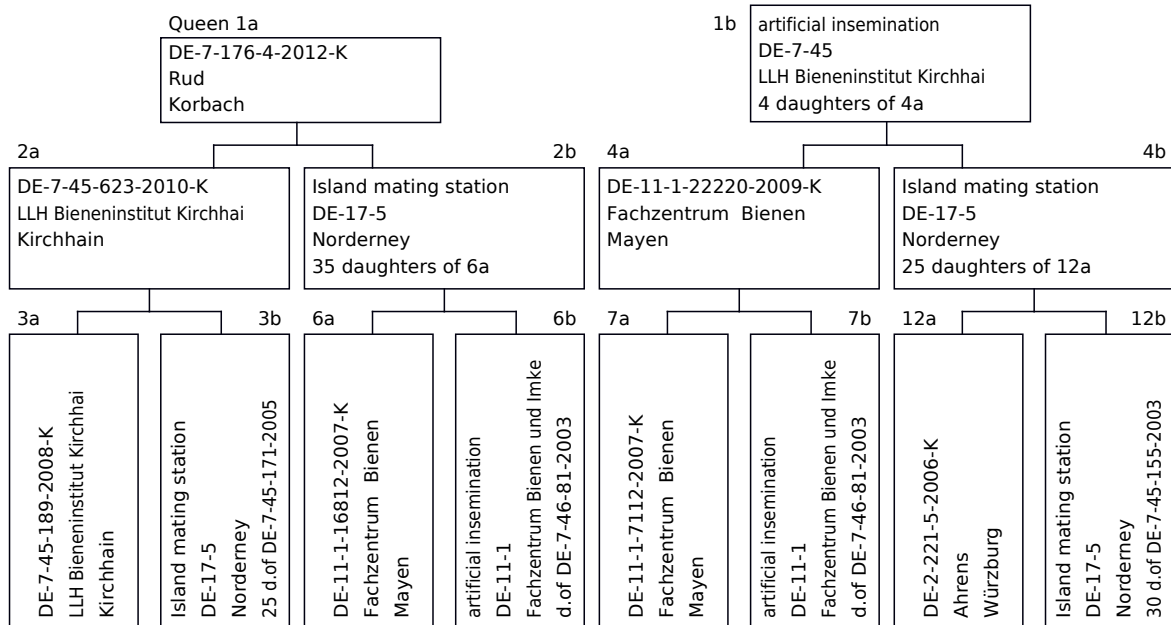 Queen 1a
DE-7-176-4-2012-K
Rud
Korbach
1b
artificial insemination
DE-7-45
LLH Bieneninstitut Kirchhai
4 daughters of 4a
2a
DE-7-45-623-2010-K
LLH Bieneninstitut Kirchhai
Kirchhain
2b
Island mating station
DE-17-5
Norderney
35 daughters of 6a
4a
DE-11-1-22220-2009-K
Fachzentrum Bienen
Mayen
4b
Island mating station
DE-17-5
Norderney
25 daughters of 12a
3a
DE-7-45-189-2008-K
LLH Bieneninstitut Kirchhai
Kirchhain
3b
Island mating station
DE-17-5
Norderney
25 d.of DE-7-45-171-2005
6a
DE-11-1-16812-2007-K
Fachzentrum Bienen
Mayen
6b
artificial insemination
DE-11-1
Fachzentrum Bienen und Imke
d.of DE-7-46-81-2003
7a
DE-11-1-7112-2007-K
Fachzentrum Bienen
Mayen
7b
artificial insemination
DE-11-1
Fachzentrum Bienen und Imke
d.of DE-7-46-81-2003
12a
DE-2-221-5-2006-K
Ahrens
Würzburg
12b
Island mating station
DE-17-5
Norderney
30 d.of DE-7-45-155-2003